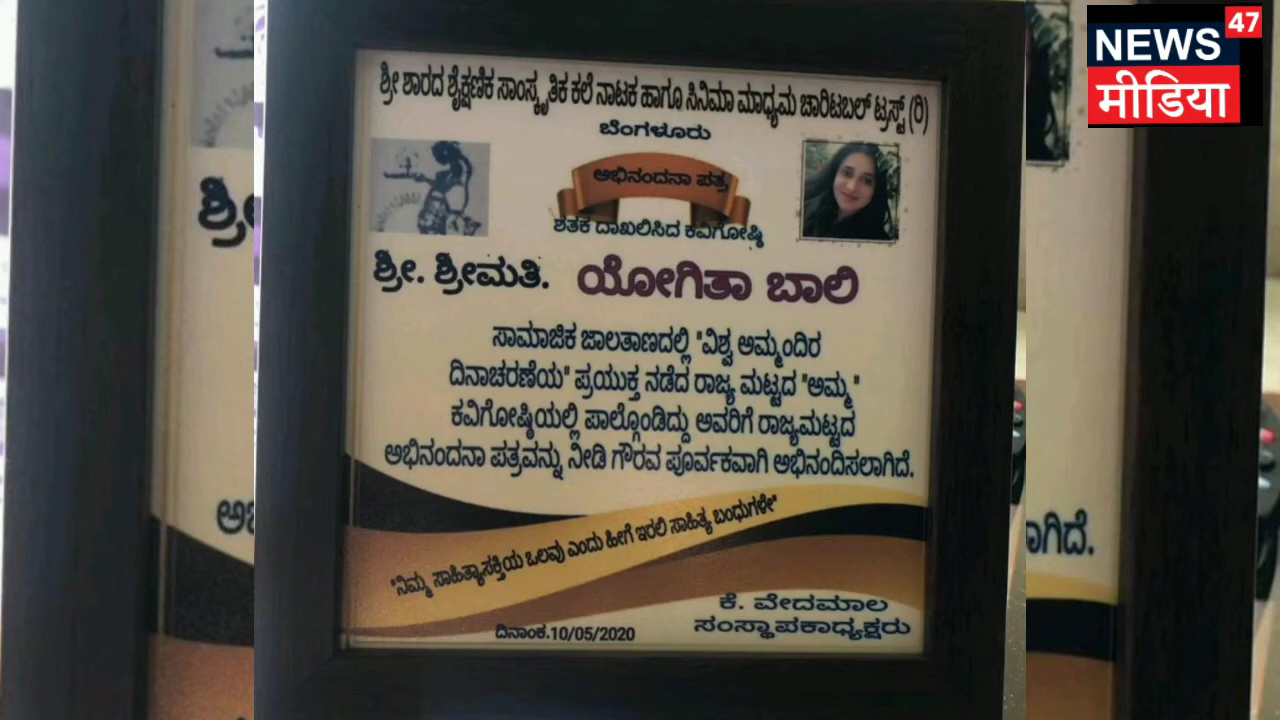 ಶ್ರೀ ಶಾರದ ಶೈಕ್ಷಣಿಕ ಸಾಂಸ್ಕೃತಿಕ ಕಲೆ ನಾಟಕ ಹಾಗೂ ಸಿನಿಮಾ ಮಾಧ್ಯಮ ಚಾರಿಟಬಲ್ ಟ್ರಸ್ಟ್ (ರಿ)
ಬೆಂಗಳೂರು
ಅಭಿನಂದನಾ ಪತ್ರ
ಶತಕ ದಾಖಲಿಸಿದ ಕವಿಗೋಷ್ಠಿ
ಶ್ರೀ. ಶ್ರೀಮತಿ. ಯೋಗಿತಾ ಬಾಲಿ
ಸಾಮಾಜಿಕ ಜಾಲತಾಣದಲ್ಲಿ "ವಿಶ್ವ ಅಮ್ಮಂದಿರ
ದಿನಾಚರಣೆಯ" ಪ್ರಯುಕ್ತ ನಡೆದ ರಾಜ್ಯ ಮಟ್ಟದ "ಅಮ್ಮ"
ಕವಿಗೋಷ್ಠಿಯಲ್ಲಿ ಪಾಲ್ಗೊಂಡಿದ್ದು ಅವರಿಗೆ ರಾಜ್ಯಮಟ್ಟದ
ಅಭಿನಂದನಾ ಪತ್ರವನ್ನು ನೀಡಿ ಗೌರವ ಪೂರ್ವಕವಾಗಿ ಅಭಿನಂದಿಸಲಾಗಿದೆ.
"ನಿಮ್ಮ ಸಾಹಿತ್ಯಾಸಕ್ತಿಯ ಒಲವು ಎಂದು ಹೀಗೆ ಇರಲಿ ಸಾಹಿತ್ಯ ಬಂಧುಗಳೇ"
ಕೆ. ವೇದಮಾಲ
ಸಂಸ್ಥಾಪಕಾಧ್ಯಕ್ಷರು
ದಿನಾಂಕ.10/05/2020
NEWS 47
मीडिया